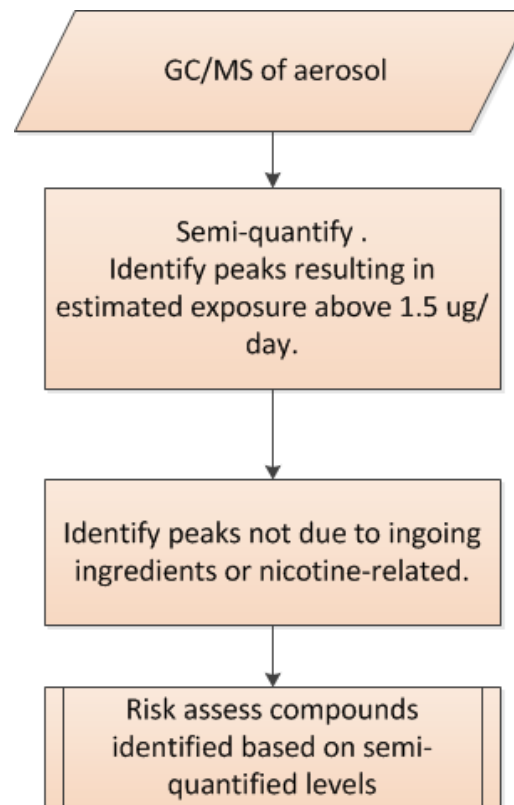 GC/MS of aerosol
Semi-quantify .
Identify peaks resulting in
estimated exposure above 1.5 ug/
day.
Identify peaks not due to ingoing
ingredients or nicotine-related.
Risk assess compounds
identified based on semi-
quantified levels